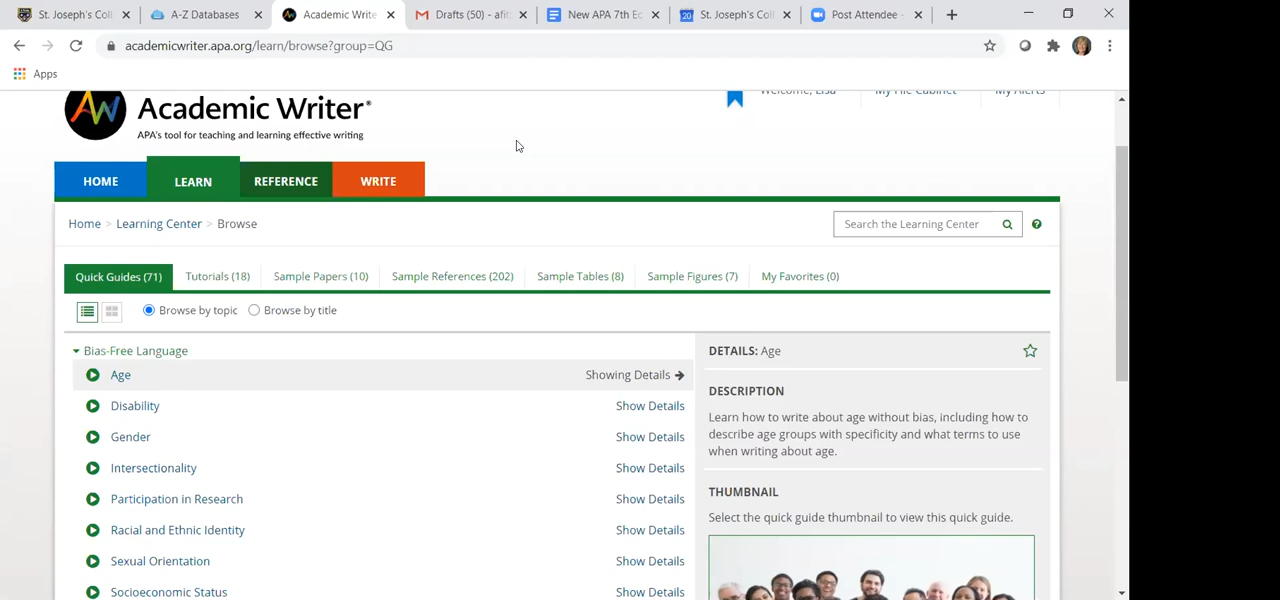 St. Joseph's Coll
A-Z Databases
Academic Write
Drafts (50) - afit
New APA 7th Ec
20
St. Joseph's Coll
Post Attendee -
academicwriter.apa.org/learn/browse?group=QG
Apps
AW
Academic Writer®
APA's tool for teaching and learning effective writing
Welcome, Lisa
My File Cabinet
My Alerts
HOME
LEARN
REFERENCE
WRITE
Home > Learning Center > Browse
Search the Learning Center
?
Quick Guides (71)
Tutorials (18)
Sample Papers (10)
Sample References (202)
Sample Tables (8)
Sample Figures (7)
My Favorites (0)
Browse by topic
Browse by title
Bias-Free Language
Age
Showing Details
Disability
Show Details
Gender
Show Details
Intersectionality
Show Details
Participation in Research
Show Details
Racial and Ethnic Identity
Show Details
Sexual Orientation
Show Details
Socioeconomic Status
Show Details
DETAILS: Age
DESCRIPTION
Learn how to write about age without bias, including how to
describe age groups with specificity and what terms to use
when writing about age.
THUMBNAIL
Select the quick guide thumbnail to view this quick guide.